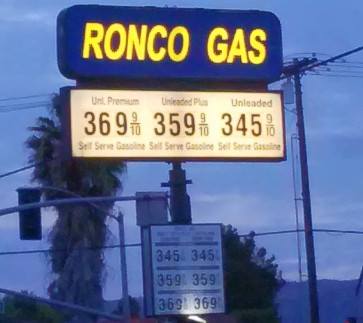 RONCO GAS
Unl. Premium Unleaded Plus Unleaded
369 9/10 359 9/10 345 9/10
Self Serve Gasoline Self Serve Gasoline Self Serve Gasoline
345 345
359 359
369 369